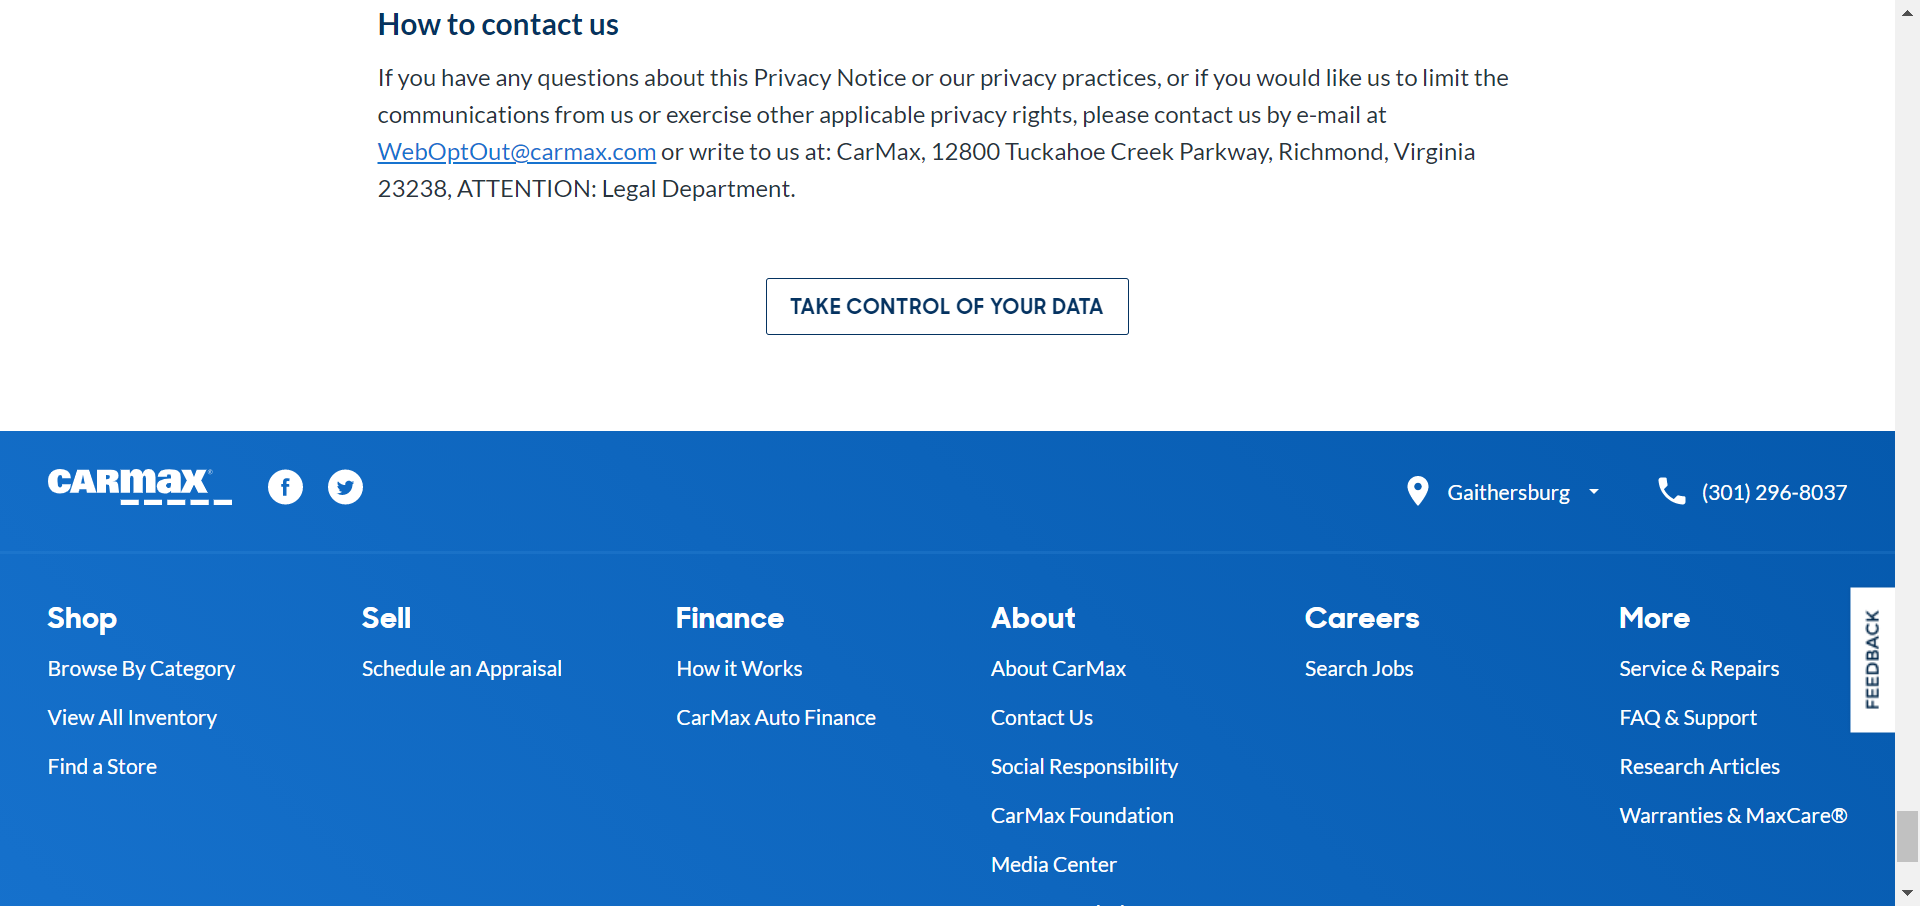 How to contact us
If you have any questions about this Privacy Notice or our privacy practices, or if you would like us to limit the
communications from us or exercise other applicable privacy rights, please contact us by e-mail at
WebOptOut@carmax.com or write to us at: CarMax, 12800 Tuckahoe Creek Parkway, Richmond, Virginia
23238, ATTENTION: Legal Department.
TAKE CONTROL OF YOUR DATA
CARMAX®
Gaithersburg
(301) 296-8037
Shop
Browse By Category
View All Inventory
Find a Store
Sell
Schedule an Appraisal
Finance
How it Works
CarMax Auto Finance
About
About CarMax
Contact Us
Social Responsibility
CarMax Foundation
Media Center
Careers
Search Jobs
More
Service & Repairs
FAQ & Support
Research Articles
Warranties & MaxCare®
FEEDBACK